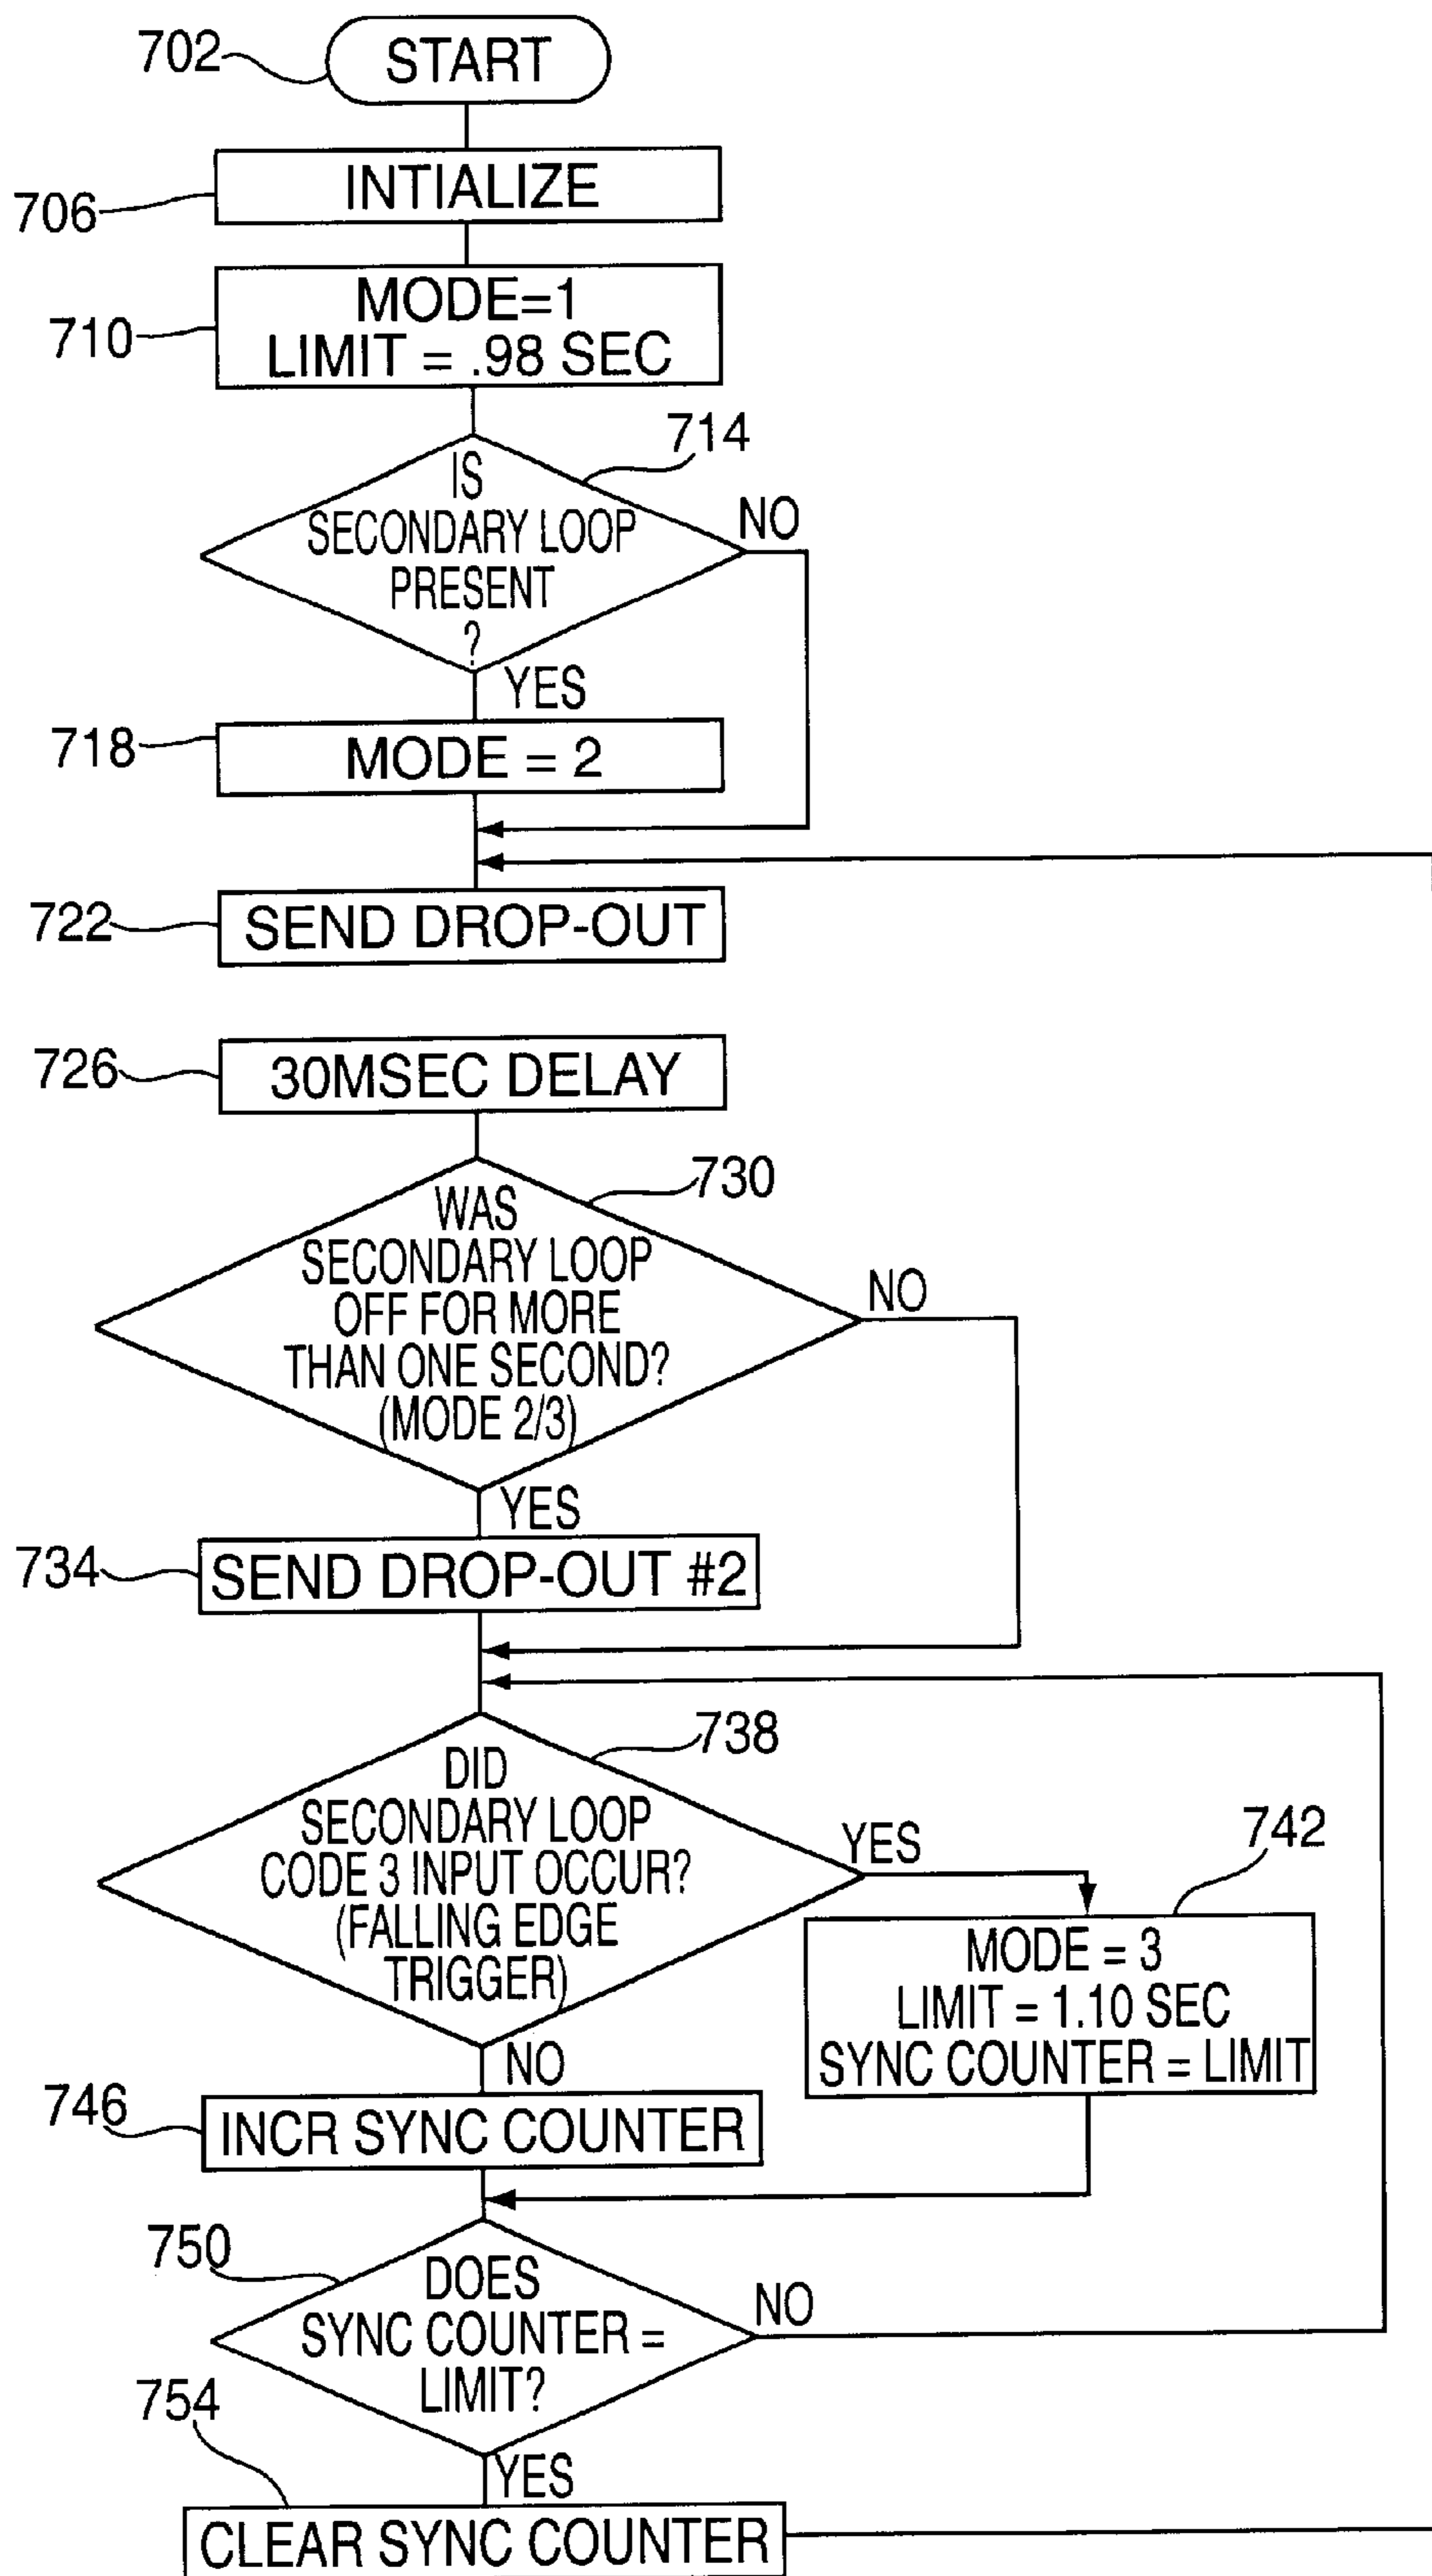 702
START
706
INTIALIZE
710
MODE=1
LIMIT = .98 SEC
714
IS
SECONDARY LOOP
PRESENT
?
NO
YES
718
MODE = 2
722
SEND DROP-OUT
726
30MSEC DELAY
730
WAS
SECONDARY LOOP
OFF FOR MORE
THAN ONE SECOND?
(MODE 2/3)
NO
YES
734
SEND DROP-OUT #2
738
DID
SECONDARY LOOP
CODE 3 INPUT OCCUR?
(FALLING EDGE
TRIGGER)
YES
742
MODE = 3
LIMIT = 1.10 SEC
SYNC COUNTER = LIMIT
NO
746
INCR SYNC COUNTER
750
DOES
SYNC COUNTER =
LIMIT?
NO
754
YES
CLEAR SYNC COUNTER